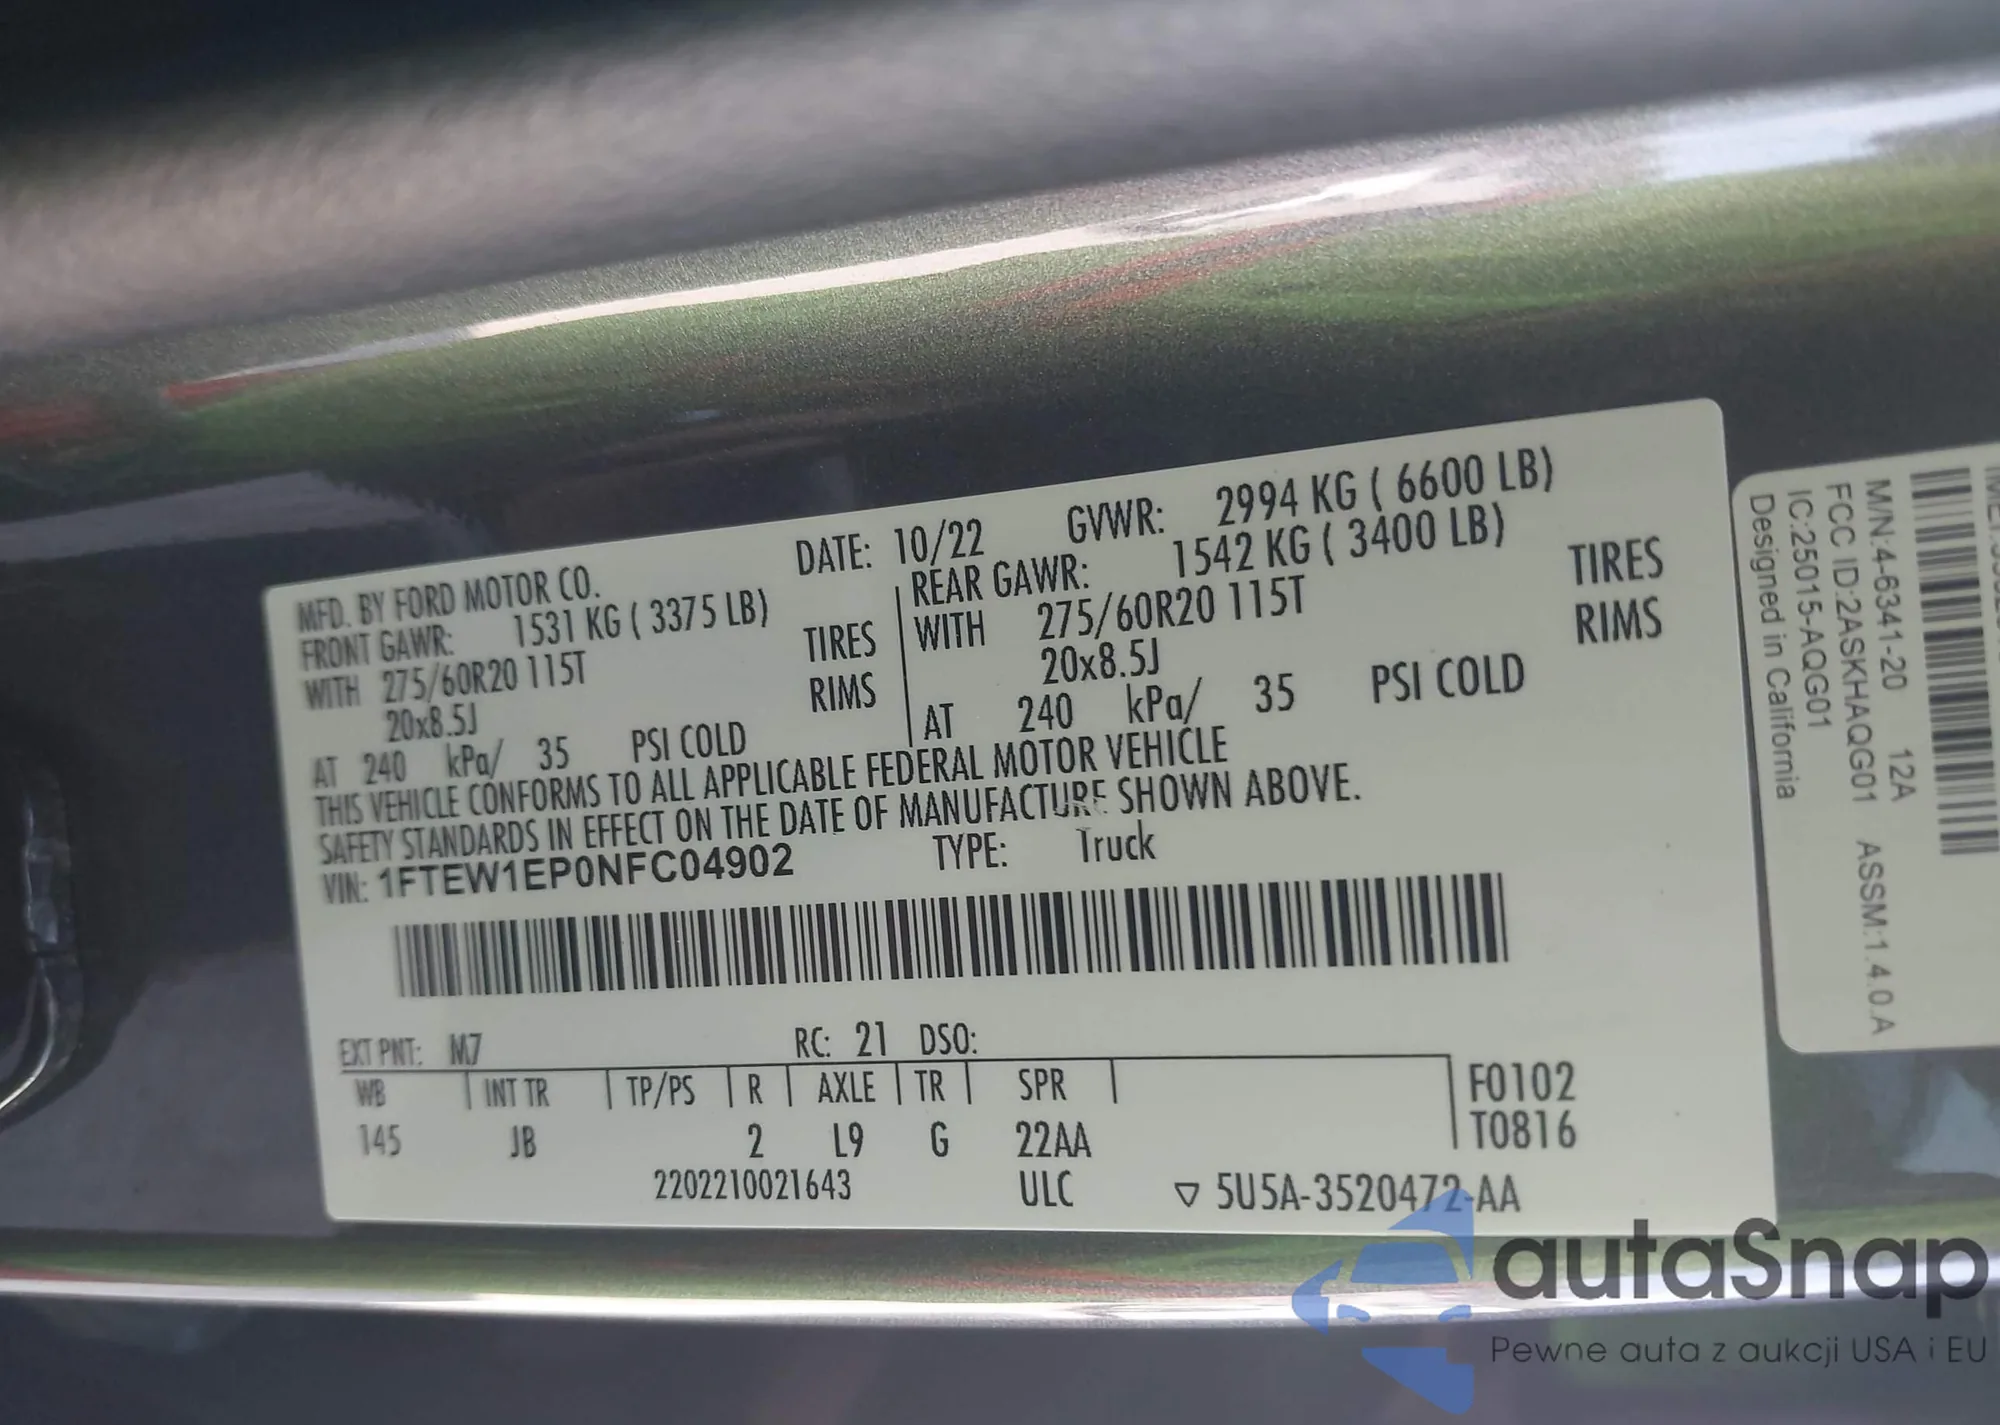 MFD. BY FORD MOTOR CO.
DATE: 10/22 GVWR: 2994 KG ( 6600 LB)
FRONT GAWR: 1531 KG ( 3375 LB)
WITH 275/60R20 115T TIRES
20x8.5J RIMS
AT 240 kPa/ 35 PSI COLD
REAR GAWR: 1542 KG ( 3400 LB)
WITH 275/60R20 115T TIRES
20x8.5J RIMS
AT 240 kPa/ 35 PSI COLD
THIS VEHICLE CONFORMS TO ALL APPLICABLE FEDERAL MOTOR VEHICLE
SAFETY STANDARDS IN EFFECT ON THE DATE OF MANUFACTURE SHOWN ABOVE.
VIN: 1FTEW1EP0NFC04902 TYPE: Truck
EXT PNT: M7 RC: 21 DSO:
WB INT TR TP/PS R AXLE TR SPR F0102
145 JB 2 L9 G 22AA T0816
2202210021643 ULC ▽ 5U5A-3520472-AA
M/N:4-6341-20 12A ASSM:1.4.0.A
FCC ID:2ASKHAQG01
IC:25015-AQG01
Designed in California
autaSnap
Pewne auta z aukcji USA i EU